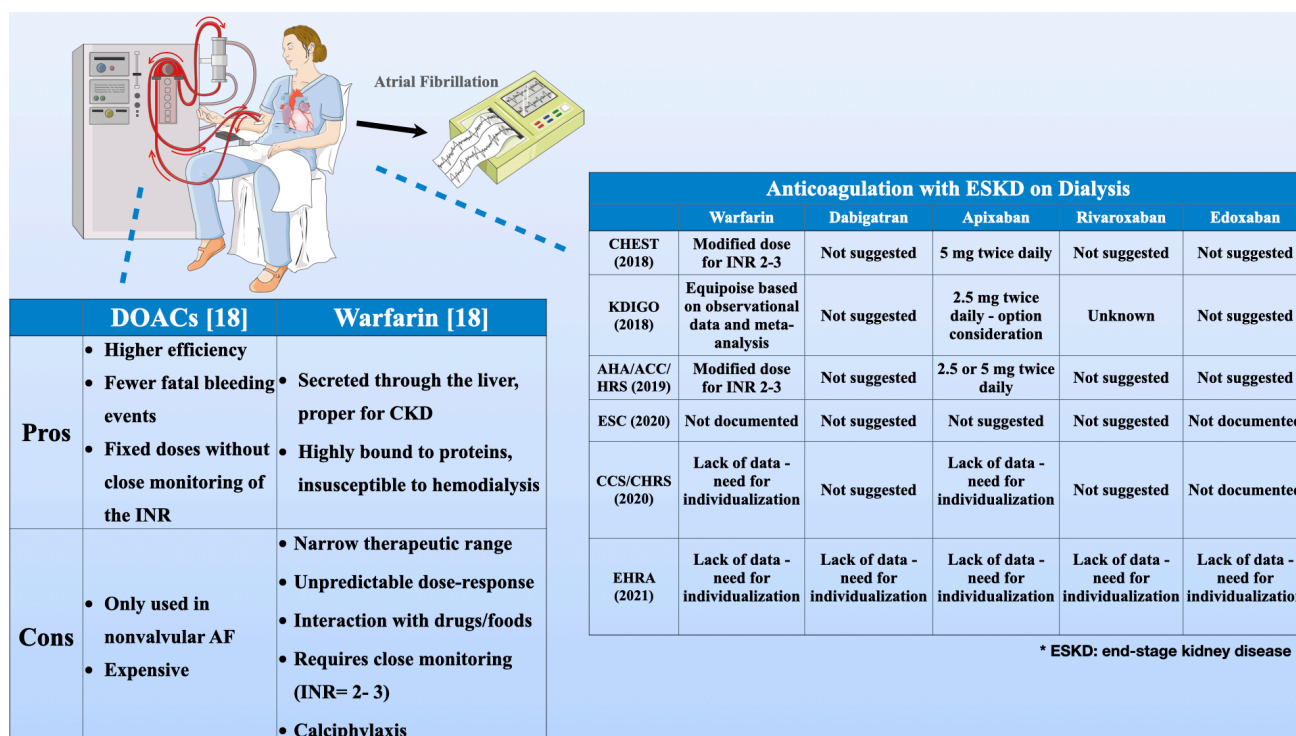 Atrial Fibrillation
DOACs [18]
Warfarin [18]
Pros
• Higher efficiency
• Fewer fatal bleeding
events
• Fixed doses without
close monitoring of
the INR
• Secreted through the liver,
proper for CKD
• Highly bound to proteins,
insusceptible to hemodialysis
Cons
• Only used in
nonvalvular AF
• Expensive
• Narrow therapeutic range
• Unpredictable dose-response
• Interaction with drugs/foods
• Requires close monitoring
(INR= 2- 3)
• Calciphylaxis
Anticoagulation with ESKD on Dialysis
Warfarin
Dabigatran
Apixaban
Rivaroxaban
Edoxaban
CHEST
(2018)
Modified dose
for INR 2-3
Not suggested
5 mg twice daily
Not suggested
Not suggested
KDIGO
(2018)
Equipoise based
on observational
data and meta-
analysis
Not suggested
2.5 mg twice
daily - option
consideration
Unknown
Not suggested
AHA/ACC/
HRS (2019)
Modified dose
for INR 2-3
Not suggested
2.5 or 5 mg twice
daily
Not suggested
Not suggested
ESC (2020)
Not documented
Not suggested
Not suggested
Not suggested
Not documented
CCS/CHRS
(2020)
Lack of data -
need for
individualization
Not suggested
Lack of data -
need for
individualization
Not suggested
Not documented
EHRA
(2021)
Lack of data -
need for
individualization
Lack of data -
need for
individualization
Lack of data -
need for
individualization
Lack of data -
need for
individualization
Lack of data -
need for
individualization
* ESKD: end-stage kidney disease